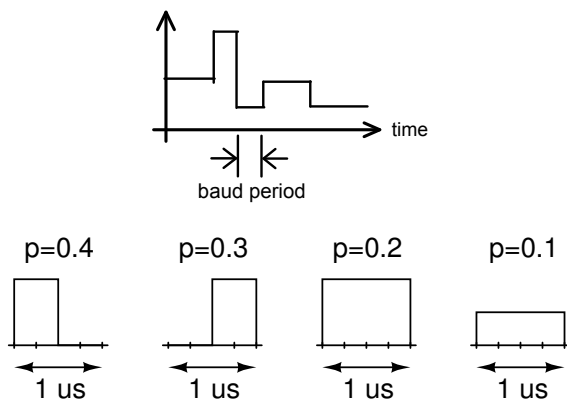 time
baud period
p=0.4 p=0.3 p=0.2 p=0.1
1 us 1 us 1 us 1 us